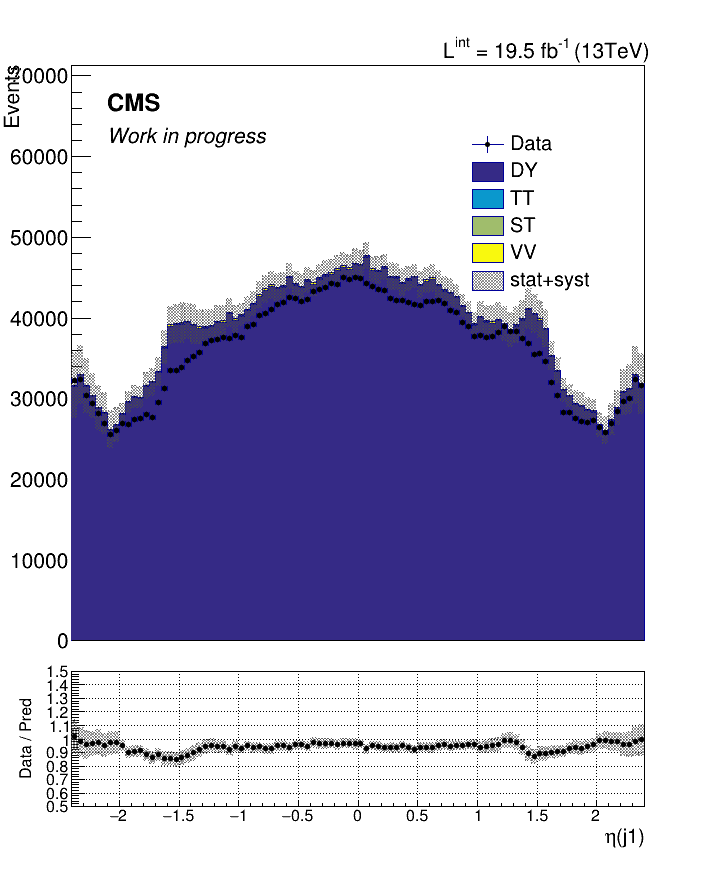 L^int = 19.5 fb^-1 (13TeV)
Events
70000
CMS
Work in progress
60000
50000
40000
30000
20000
10000
0
Data
DY
TT
ST
VV
stat+syst
Data / Pred
1.5
1.4
1.3
1.2
1.1
1
0.9
0.8
0.7
0.6
0.5
−2 −1.5 −1 −0.5 0 0.5 1 1.5 2
η(j1)